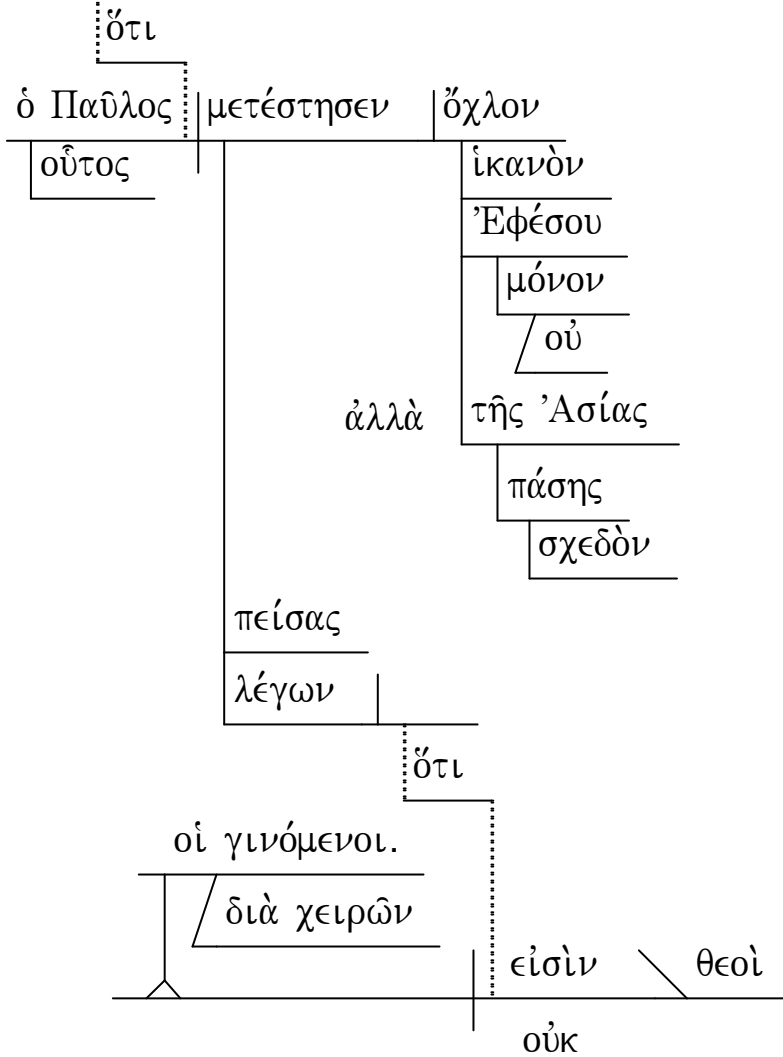 ὅτι
ὁ Παῦλος μετέστησεν ὄχλον
οὗτος ἱκανὸν
Ἐφέσου
μόνον
οὐ
ἀλλὰ τῆς Ἀσίας
πάσης
σχεδὸν
πείσας
λέγων
ὅτι
οἱ γινόμενοι.
διὰ χειρῶν
εἰσὶν θεοὶ
οὐκ